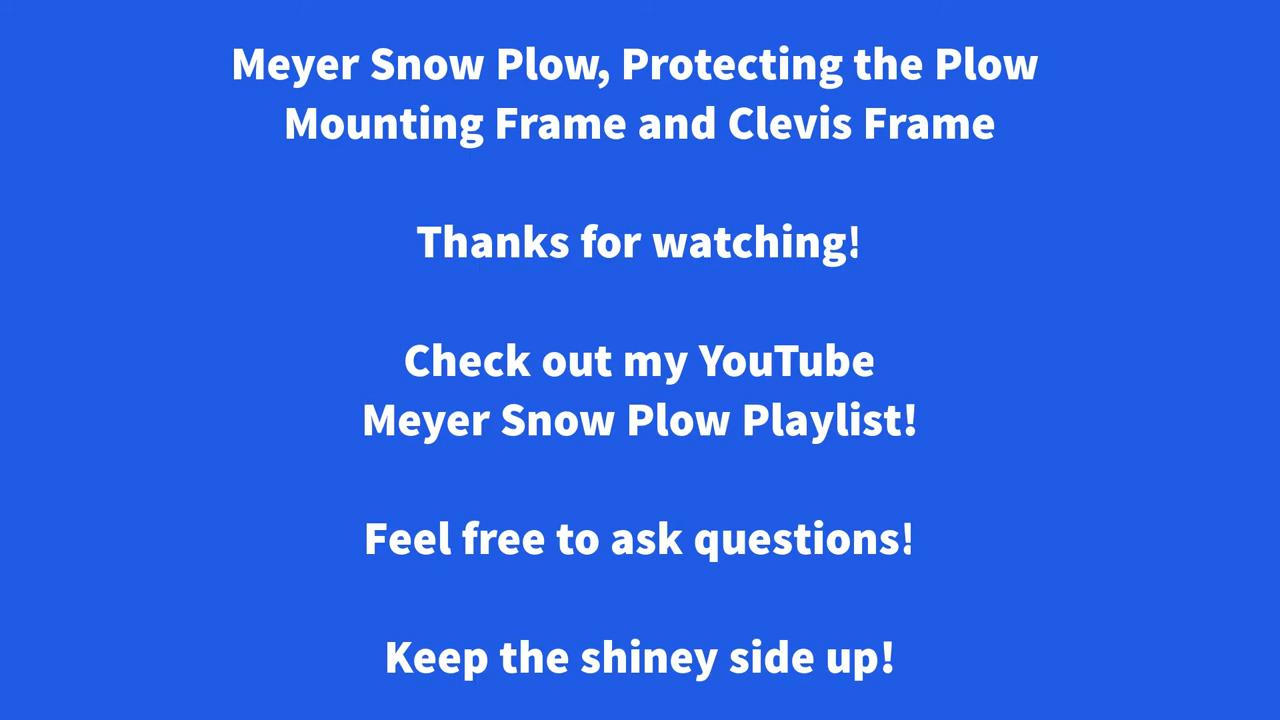 Meyer Snow Plow, Protecting the Plow
Mounting Frame and Clevis Frame
Thanks for watching!
Check out my YouTube
Meyer Snow Plow Playlist!
Feel free to ask questions!
Keep the shiney side up!